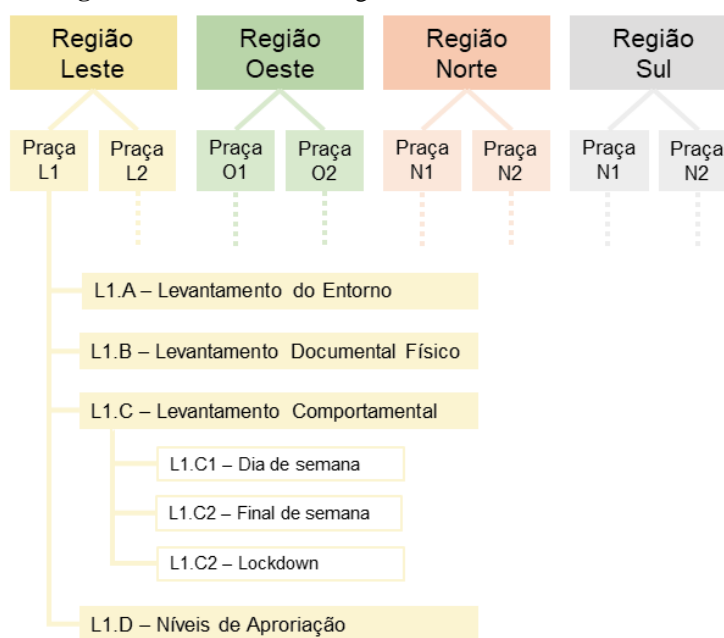 Região Leste
Região Oeste
Região Norte
Região Sul
Praça L1
Praça L2
Praça O1
Praça O2
Praça N1
Praça N2
Praça N1
Praça N2
L1.A – Levantamento do Entorno
L1.B – Levantamento Documental Físico
L1.C – Levantamento Comportamental
L1.C1 – Dia de semana
L1.C2 – Final de semana
L1.C2 – Lockdown
L1.D – Níveis de Aproriação